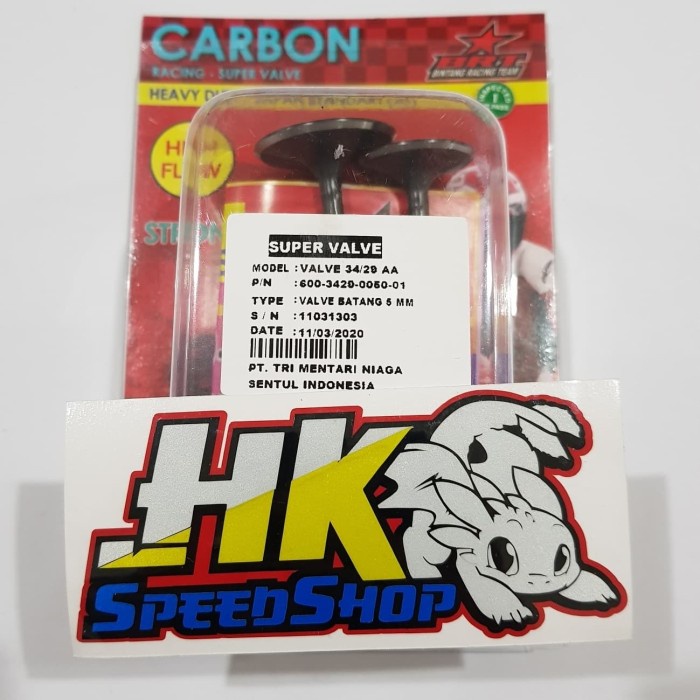 CARBON
RACING - SUPER VALVE
BRT
BINTANG RACING TEAM
HEAVY
HIGH
FLOW
SUPER VALVE
MODEL : VALVE 34/29 AA
P/N : 600-3429-0050-01
TYPE : VALVE BATANG 5 MM
S / N : 11031303
DATE : 11/03/2020
PT. TRI MENTARI NIAGA
SENTUL INDONESIA
HK
SPEEDSHOP